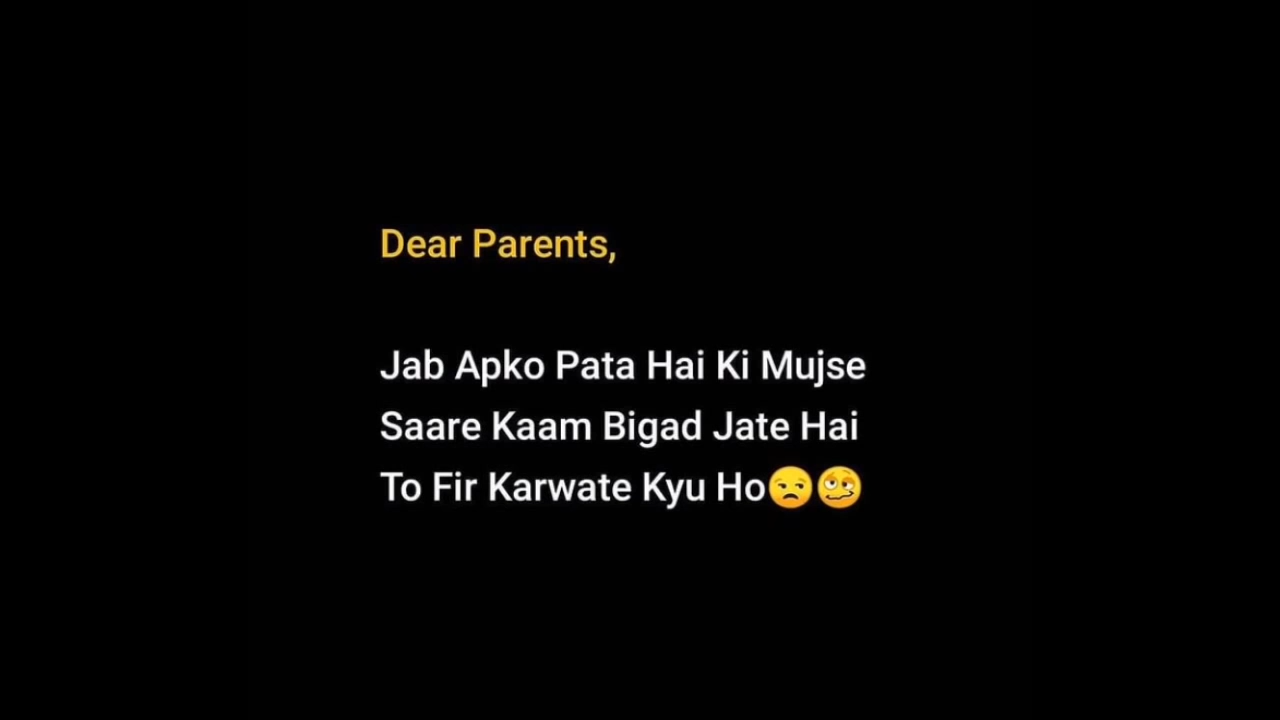 Dear Parents,
Jab Apko Pata Hai Ki Mujse
Saare Kaam Bigad Jate Hai
To Fir Karwate Kyu Ho😒🥴